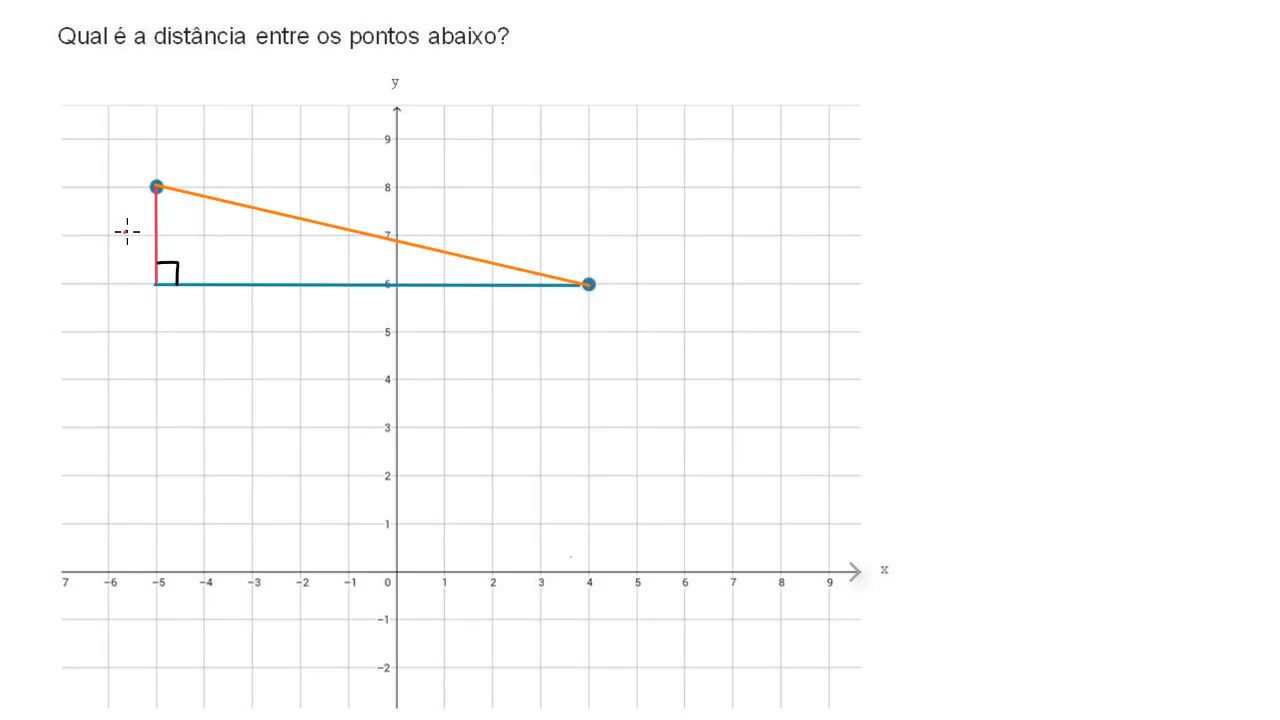 Qual é a distância entre os pontos abaixo?
y
9
8
7
6
5
4
3
2
1
x
7 −6 −5 −4 −3 −2 −1 0 1 2 3 4 5 6 7 8 9
−1
−2